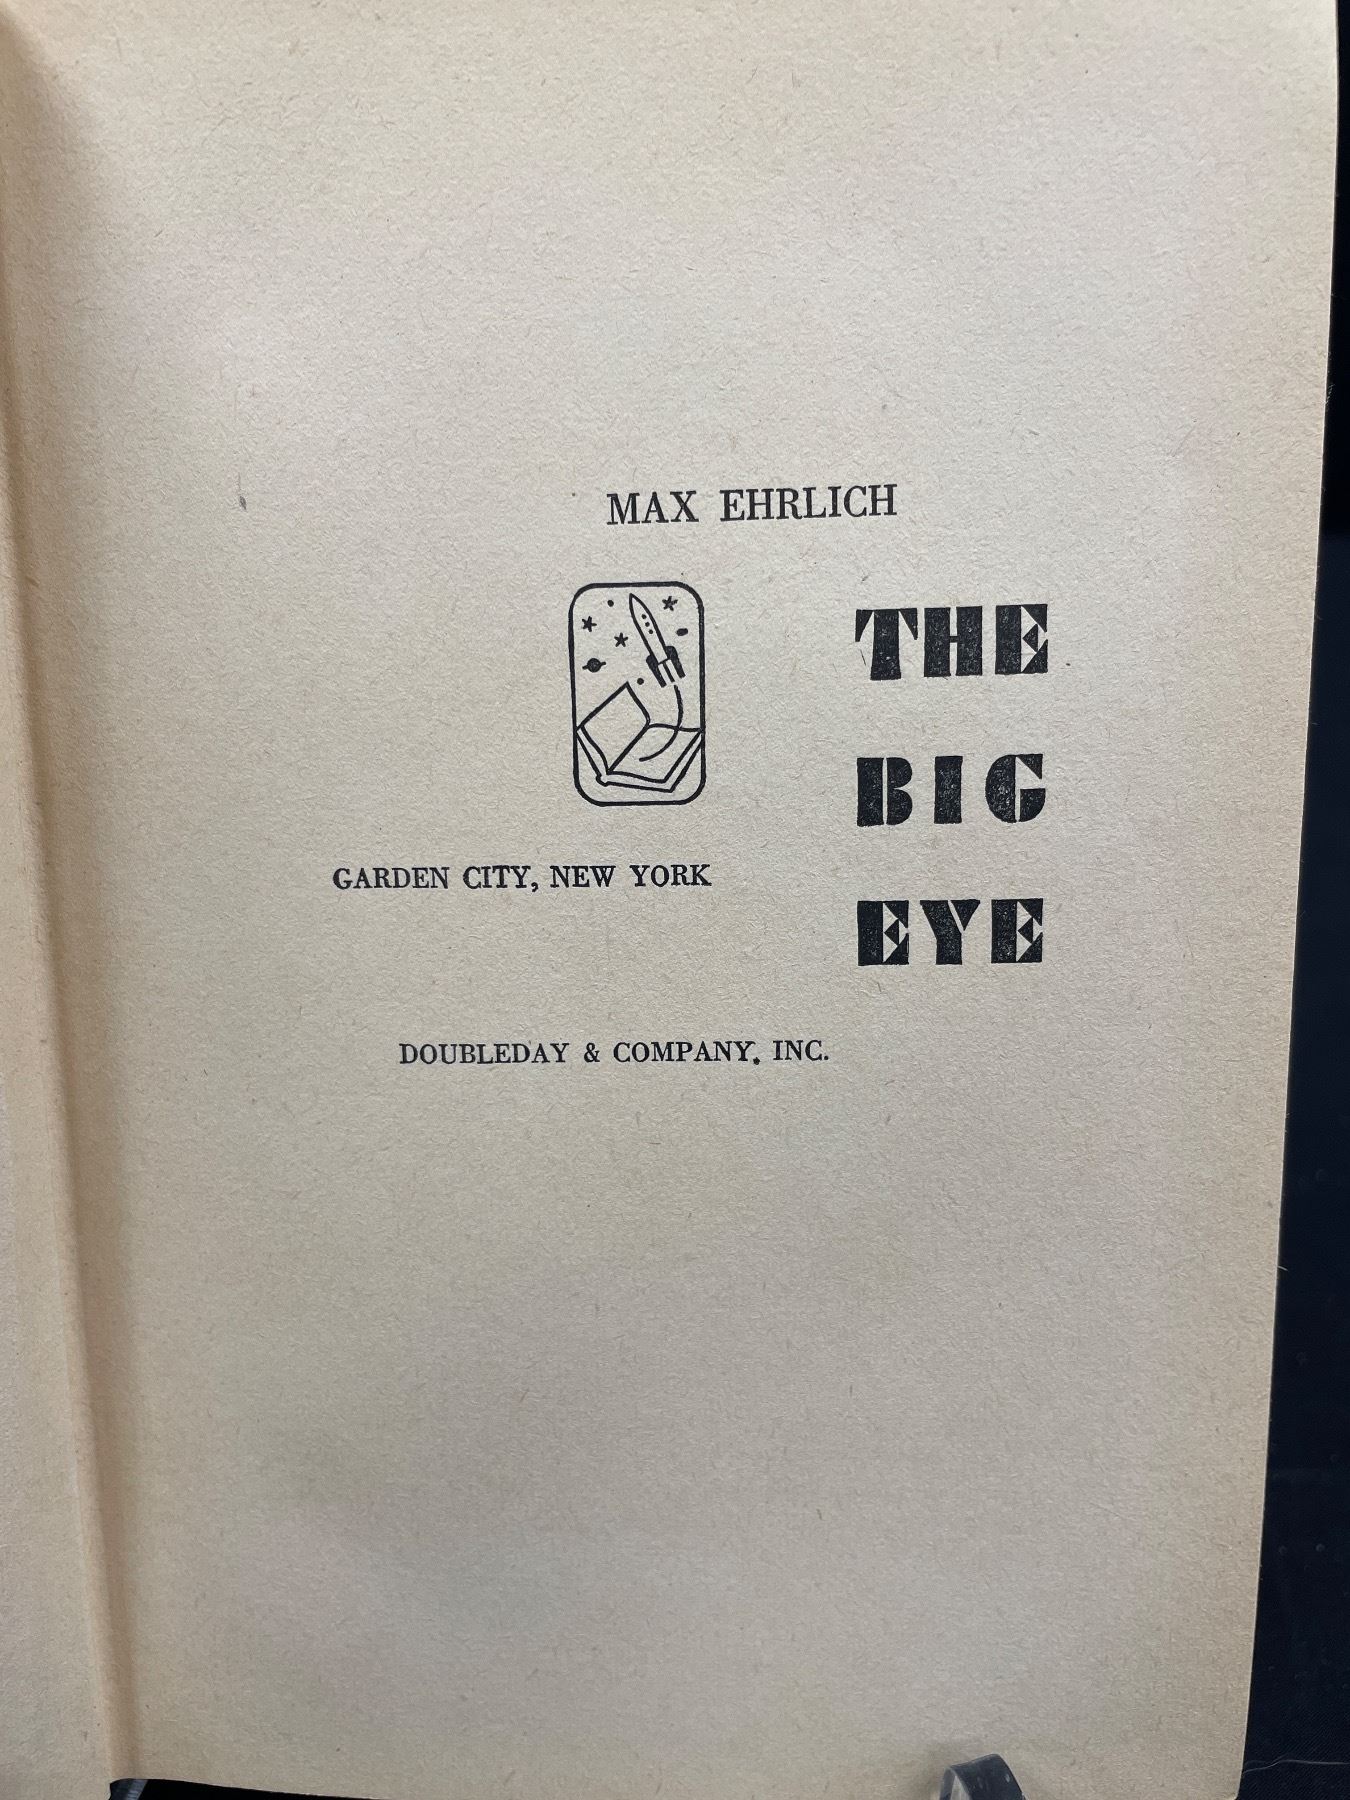 MAX EHRLICH
THE
BIG
EYE
GARDEN CITY, NEW YORK
DOUBLEDAY & COMPANY, INC.